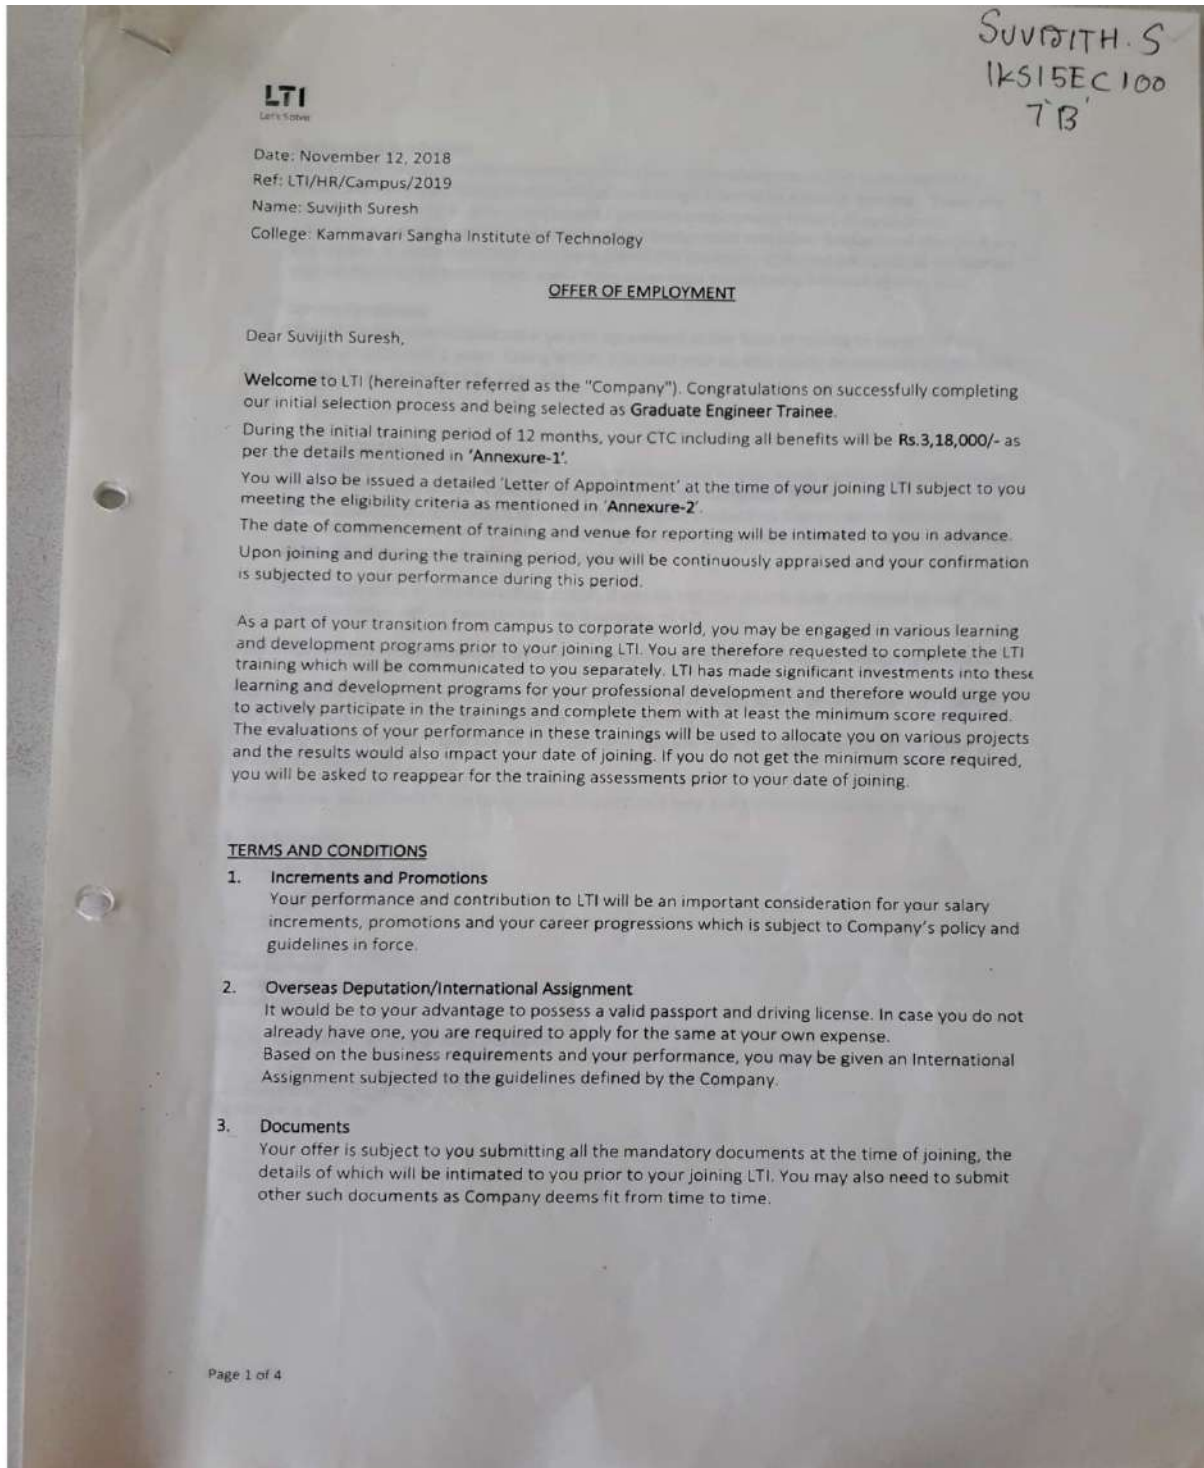 SUVIJITH. S
1KS15EC100
7 'B'
LTI
Let's Solve
Date: November 12, 2018
Ref: LTI/HR/Campus/2019
Name: Suvijith Suresh
College: Kammavari Sangha Institute of Technology
OFFER OF EMPLOYMENT
Dear Suvijith Suresh,
Welcome to LTI (hereinafter referred as the "Company"). Congratulations on successfully completing
our initial selection process and being selected as Graduate Engineer Trainee.
During the initial training period of 12 months, your CTC including all benefits will be Rs.3,18,000/- as
per the details mentioned in 'Annexure-1'.
You will also be issued a detailed 'Letter of Appointment' at the time of your joining LTI subject to you
meeting the eligibility criteria as mentioned in 'Annexure-2'.
The date of commencement of training and venue for reporting will be intimated to you in advance.
Upon joining and during the training period, you will be continuously appraised and your confirmation
is subjected to your performance during this period.
As a part of your transition from campus to corporate world, you may be engaged in various learning
and development programs prior to your joining LTI. You are therefore requested to complete the LTI
training which will be communicated to you separately. LTI has made significant investments into these
learning and development programs for your professional development and therefore would urge you
to actively participate in the trainings and complete them with at least the minimum score required.
The evaluations of your performance in these trainings will be used to allocate you on various projects
and the results would also impact your date of joining. If you do not get the minimum score required,
you will be asked to reappear for the training assessments prior to your date of joining.
TERMS AND CONDITIONS
1. Increments and Promotions
Your performance and contribution to LTI will be an important consideration for your salary
increments, promotions and your career progressions which is subject to Company's policy and
guidelines in force.
2. Overseas Deputation/International Assignment
It would be to your advantage to possess a valid passport and driving license. In case you do not
already have one, you are required to apply for the same at your own expense.
Based on the business requirements and your performance, you may be given an International
Assignment subjected to the guidelines defined by the Company.
3. Documents
Your offer is subject to you submitting all the mandatory documents at the time of joining, the
details of which will be intimated to you prior to your joining LTI. You may also need to submit
other such documents as Company deems fit from time to time.
Page 1 of 4